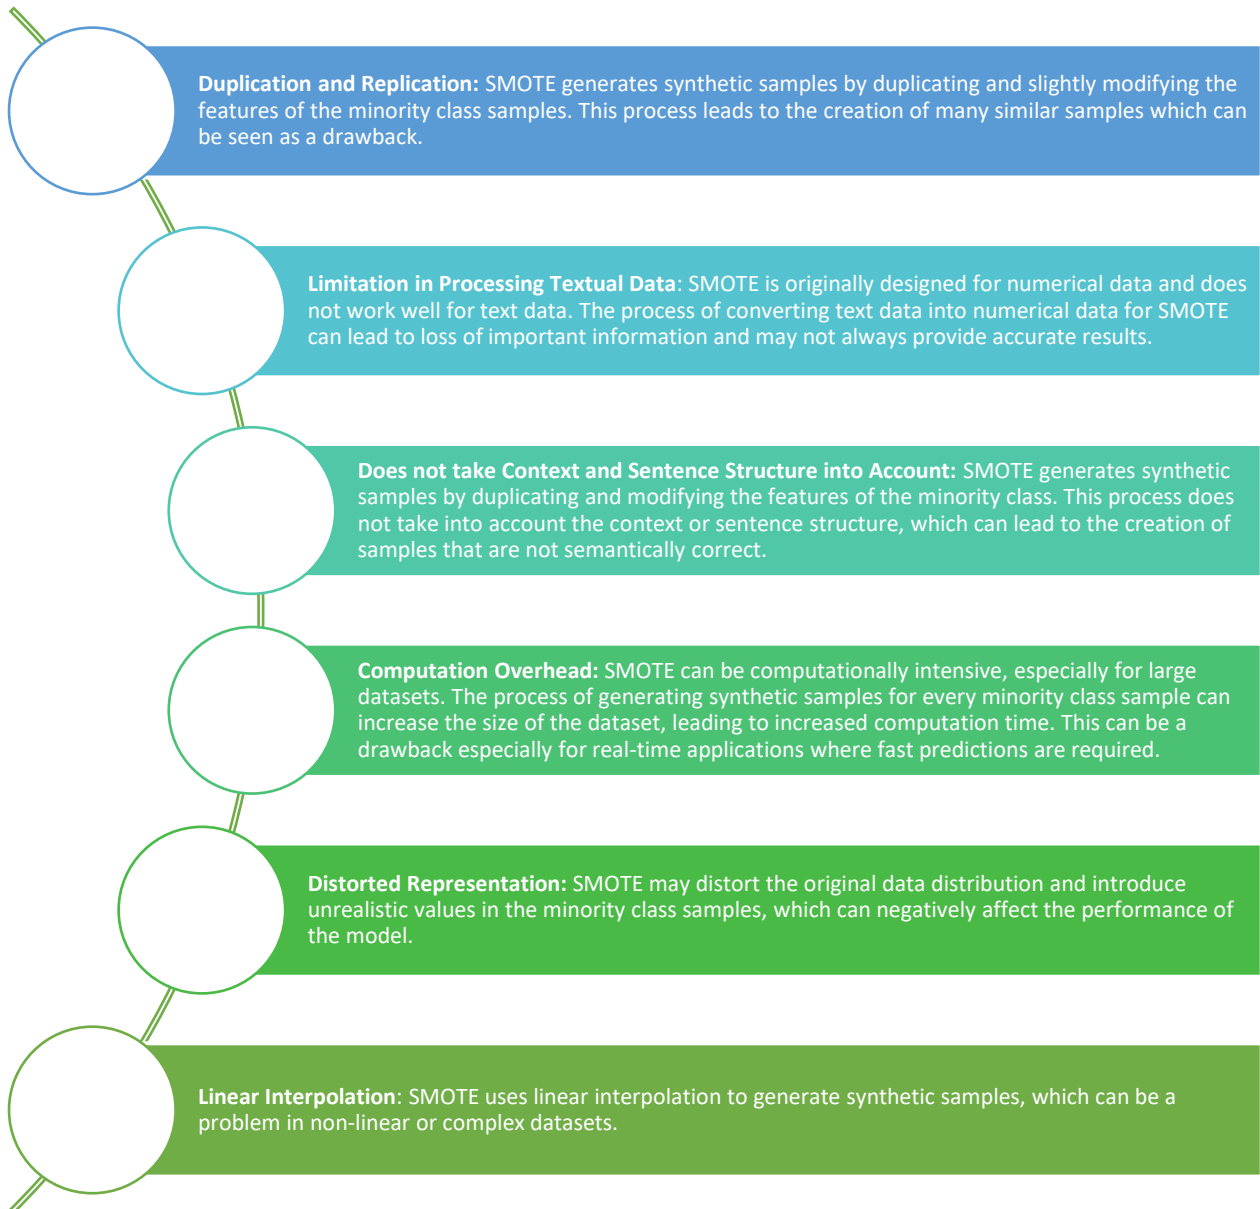 Duplication and Replication: SMOTE generates synthetic samples by duplicating and slightly modifying the
features of the minority class samples. This process leads to the creation of many similar samples which can
be seen as a drawback.
Limitation in Processing Textual Data: SMOTE is originally designed for numerical data and does
not work well for text data. The process of converting text data into numerical data for SMOTE
can lead to loss of important information and may not always provide accurate results.
Does not take Context and Sentence Structure into Account: SMOTE generates synthetic
samples by duplicating and modifying the features of the minority class. This process does
not take into account the context or sentence structure, which can lead to the creation of
samples that are not semantically correct.
Computation Overhead: SMOTE can be computationally intensive, especially for large
datasets. The process of generating synthetic samples for every minority class sample can
increase the size of the dataset, leading to increased computation time. This can be a
drawback especially for real-time applications where fast predictions are required.
Distorted Representation: SMOTE may distort the original data distribution and introduce
unrealistic values in the minority class samples, which can negatively affect the performance of
the model.
Linear Interpolation: SMOTE uses linear interpolation to generate synthetic samples, which can be a
problem in non-linear or complex datasets.